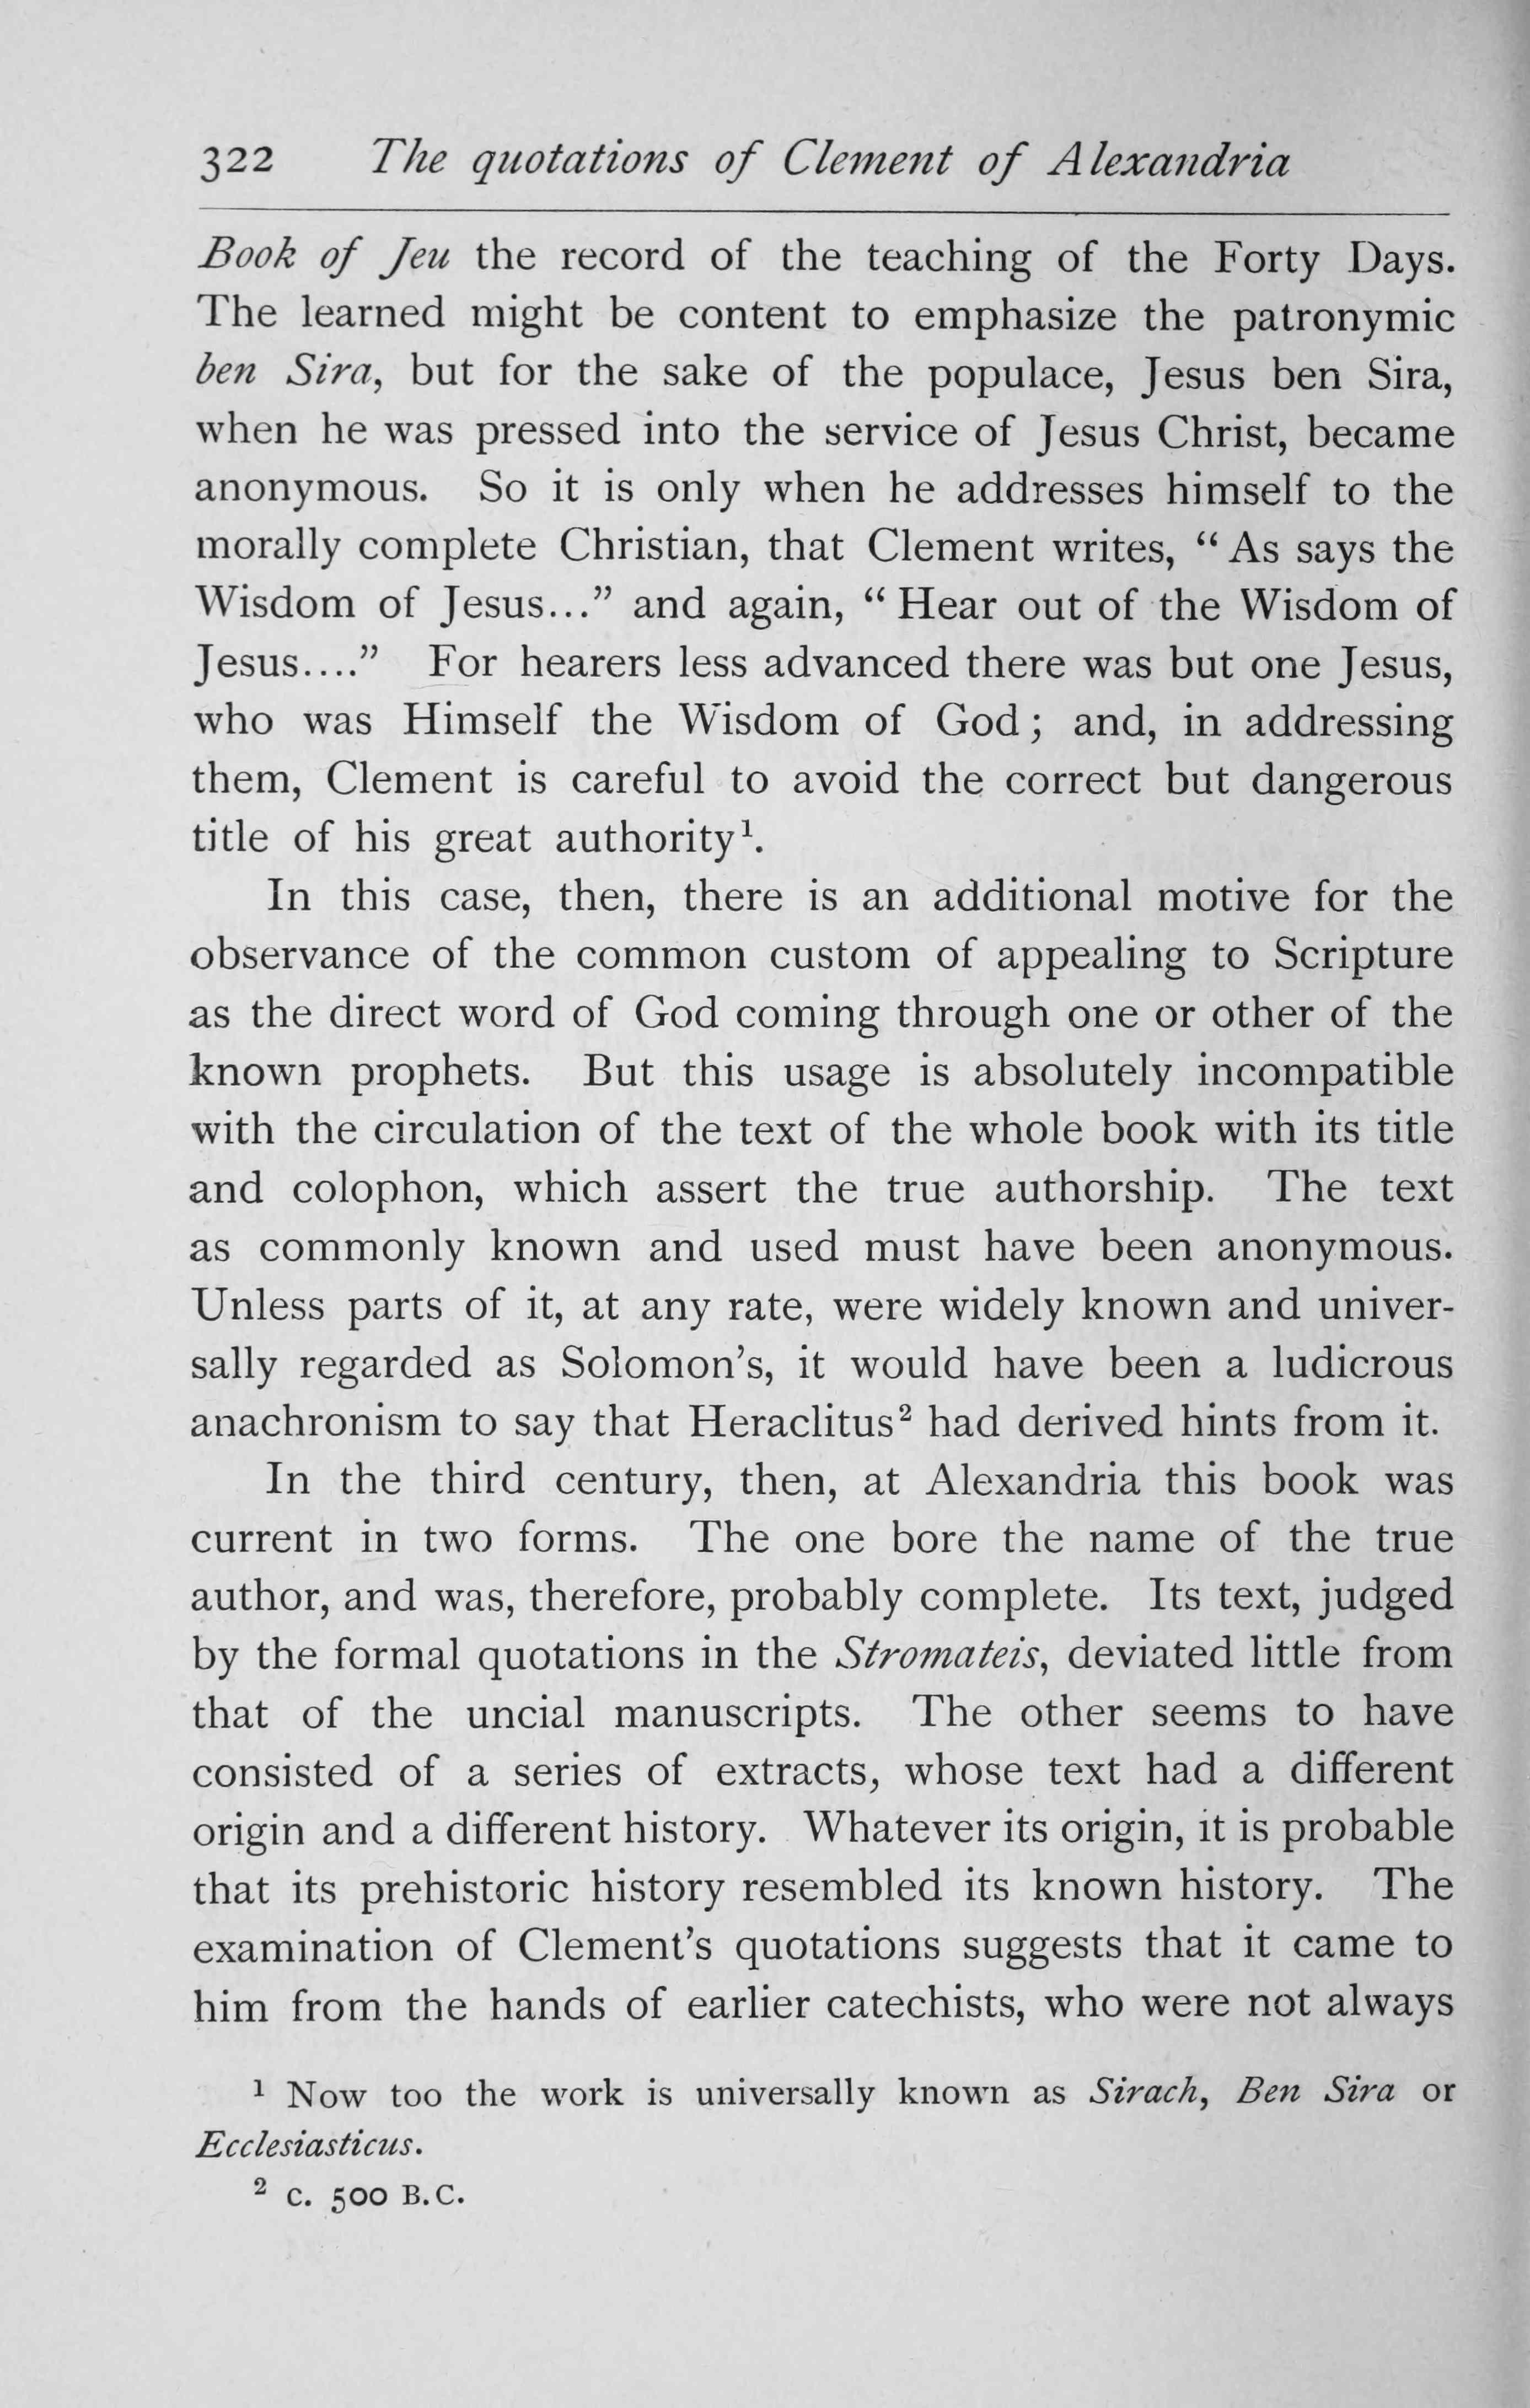 322 The quotations of Clement of Alexandria
Book of Jeu the record of the teaching of the Forty Days.
The learned might be content to emphasize the patronymic
ben Sira, but for the sake of the populace, Jesus ben Sira,
when he was pressed into the service of Jesus Christ, became
anonymous. So it is only when he addresses himself to the
morally complete Christian, that Clement writes, “ As says the
Wisdom of Jesus...” and again, “ Hear out of the Wisdom of
Jesus....” For hearers less advanced there was but one Jesus,
who was Himself the Wisdom of God; and, in addressing
them, Clement is careful to avoid the correct but dangerous
title of his great authority¹.
In this case, then, there is an additional motive for the
observance of the common custom of appealing to Scripture
as the direct word of God coming through one or other of the
known prophets. But this usage is absolutely incompatible
with the circulation of the text of the whole book with its title
and colophon, which assert the true authorship. The text
as commonly known and used must have been anonymous.
Unless parts of it, at any rate, were widely known and univer-
sally regarded as Solomon’s, it would have been a ludicrous
anachronism to say that Heraclitus² had derived hints from it.
In the third century, then, at Alexandria this book was
current in two forms. The one bore the name of the true
author, and was, therefore, probably complete. Its text, judged
by the formal quotations in the Stromateis, deviated little from
that of the uncial manuscripts. The other seems to have
consisted of a series of extracts, whose text had a different
origin and a different history. Whatever its origin, it is probable
that its prehistoric history resembled its known history. The
examination of Clement’s quotations suggests that it came to
him from the hands of earlier catechists, who were not always
¹ Now too the work is universally known as Sirach, Ben Sira or
Ecclesiasticus.
² c. 500 B.C.